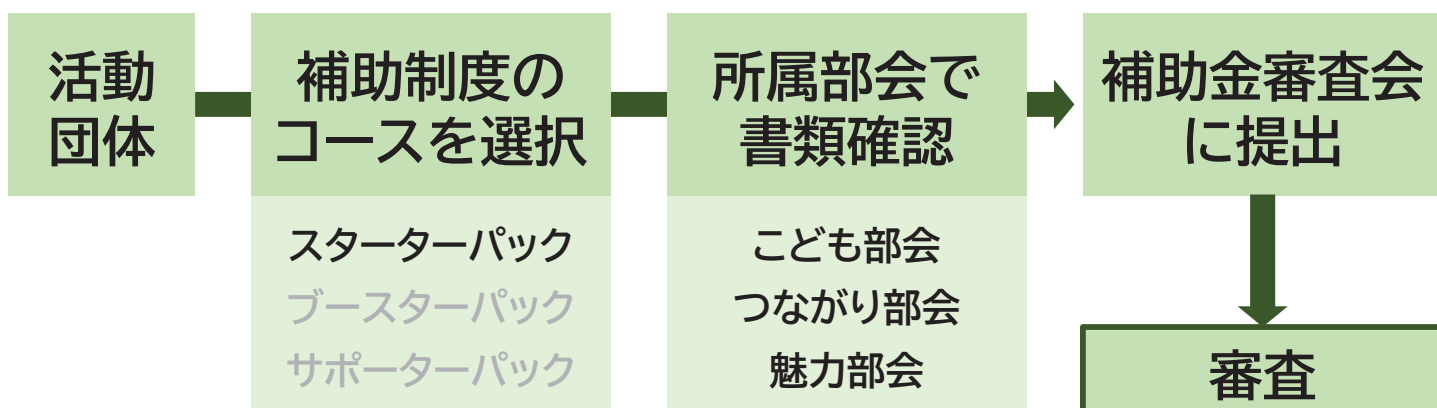 活動
団体
補助制度の
コースを選択
スターターパック
ブースターパック
サポーターパック
所属部会で
書類確認
こども部会
つながり部会
魅力部会
補助金審査会
に提出
審査